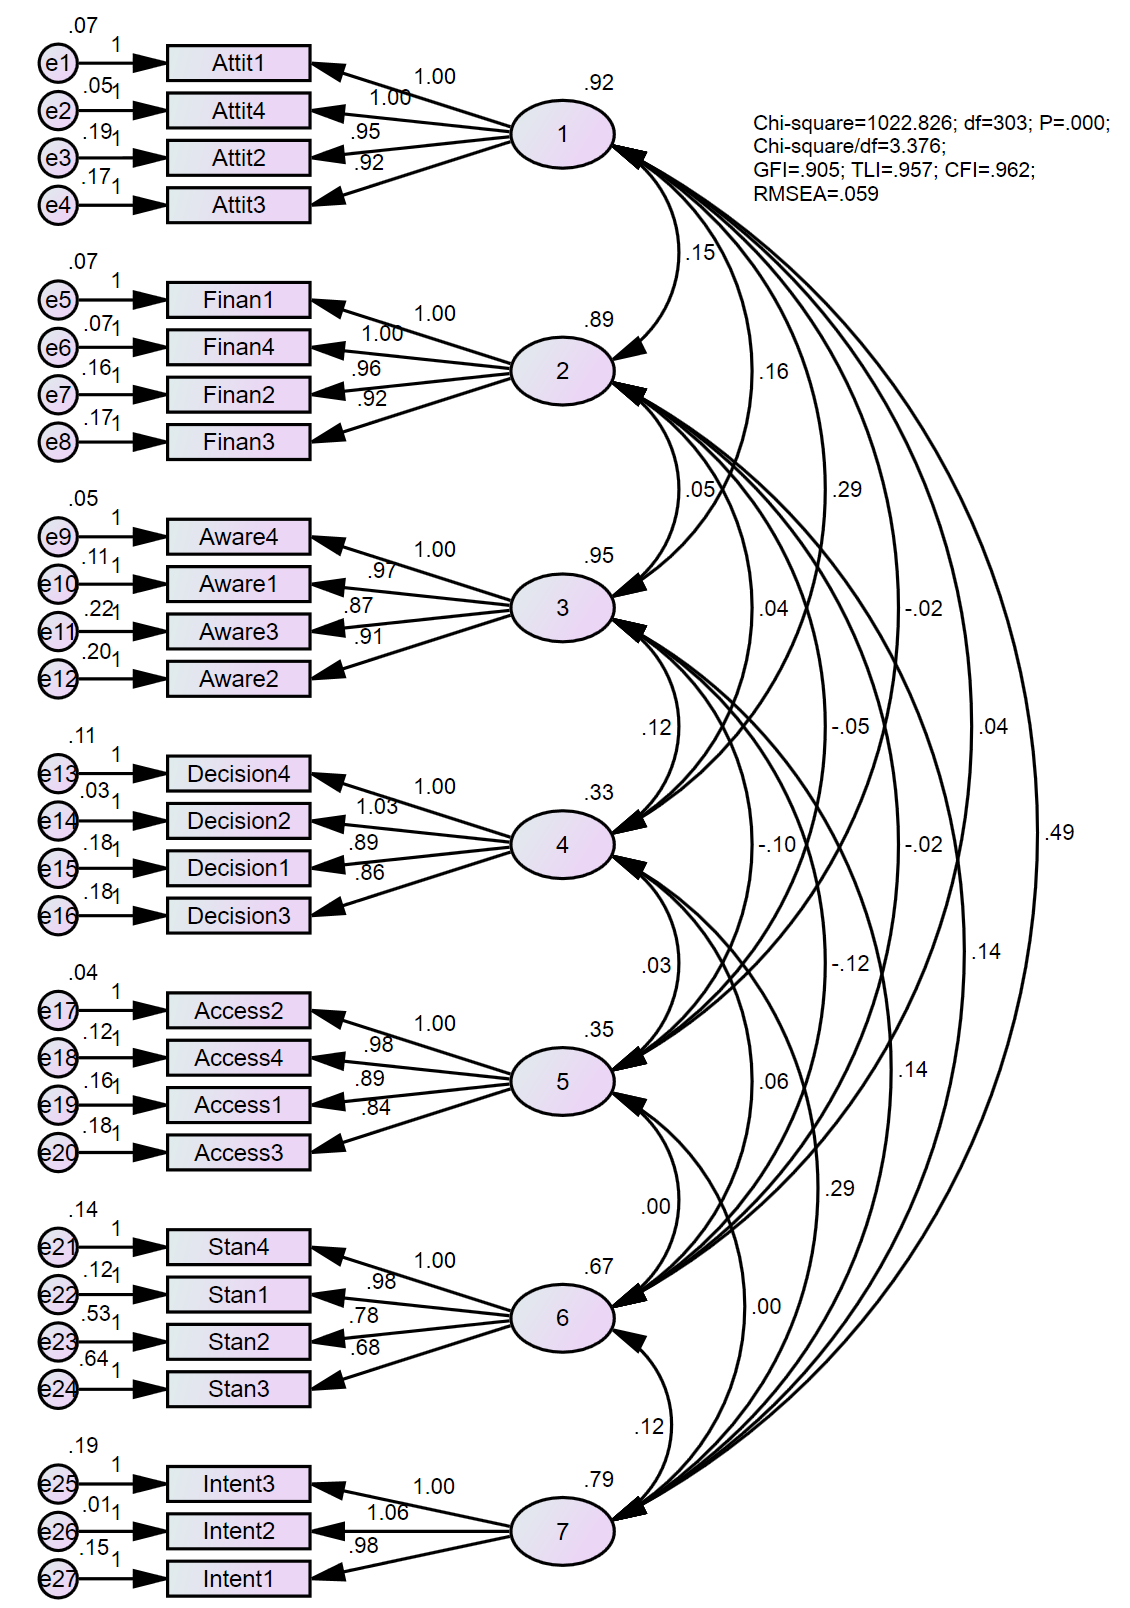 .07
1
e1
Attit1
1.00
.92
.05
1
e2
Attit4
1.00
1
.19
1
e3
Attit2
.95
.17
1
e4
Attit3
.92
Chi-square=1022.826; df=303; P=.000;
Chi-square/df=3.376;
GFI=.905; TLI=.957; CFI=.962;
RMSEA=.059
.15
.07
1
e5
Finan1
1.00
.89
.07
1
e6
Finan4
1.00
2
.16
1
e7
Finan2
.96
.16
.17
1
e8
Finan3
.92
.05
.29
.05
1
e9
Aware4
1.00
.95
.11
1
e10
Aware1
.97
3
.04
-.02
.22
1
e11
Aware3
.87
.20
1
e12
Aware2
.91
.12
-.05
.04
.11
1
e13
Decision4
1.00
.33
.03
1
e14
Decision2
1.03
4
-.10
-.02
.49
.18
1
e15
Decision1
.89
.18
1
e16
Decision3
.86
.03
-.12
.14
.04
1
e17
Access2
1.00
.35
.12
1
e18
Access4
.98
5
.06
.14
.16
1
e19
Access1
.89
.18
1
e20
Access3
.84
.00
.29
.14
1
e21
Stan4
1.00
.67
.12
1
e22
Stan1
.98
6
.00
.53
1
e23
Stan2
.78
.64
1
e24
Stan3
.68
.12
.19
1
e25
Intent3
1.00
.79
.01
1
e26
Intent2
1.06
7
.15
1
e27
Intent1
.98